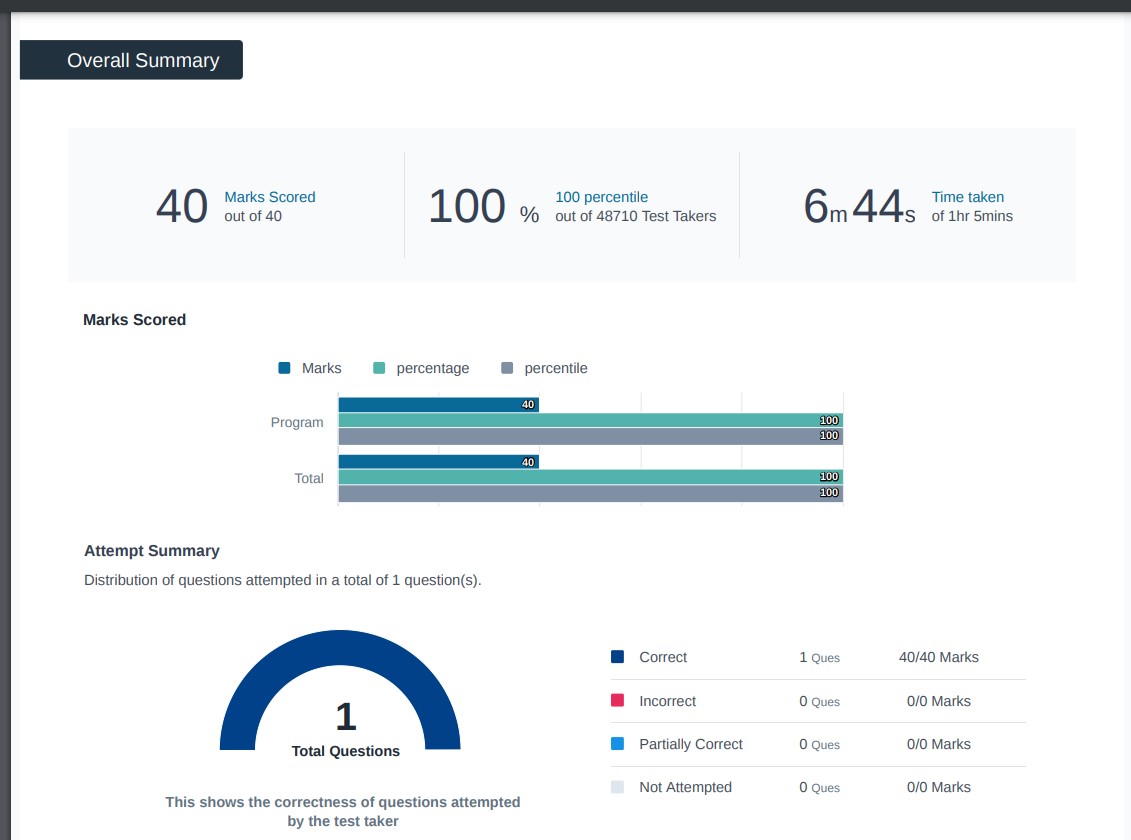 Overall Summary
40 Marks Scored
out of 40
100 % 100 percentile
out of 48710 Test Takers
6m 44s Time taken
of 1hr 5mins
Marks Scored
Marks percentage percentile
Program 40
100
100
Total 40
100
100
Attempt Summary
Distribution of questions attempted in a total of 1 question(s).
1
Total Questions
This shows the correctness of questions attempted
by the test taker
Correct 1 Ques 40/40 Marks
Incorrect 0 Ques 0/0 Marks
Partially Correct 0 Ques 0/0 Marks
Not Attempted 0 Ques 0/0 Marks